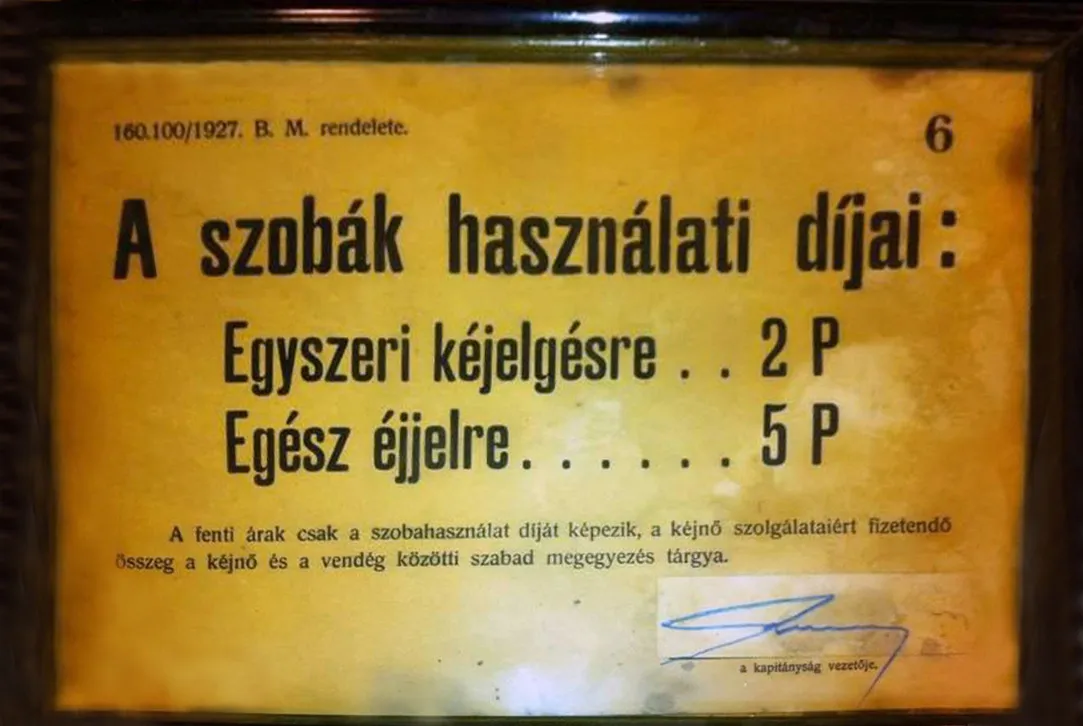 160.100/1927. B. M. rendelete.
6
A szobák használati díjai:
Egyszeri kéjelgésre . . 2 P
Egész éjjelre . . . . . . . 5 P
A fenti árak csak a szobahasználat díját képezik, a kéjnő szolgálataiért fizetendő
összeg a kéjnő és a vendég közötti szabad megegyezés tárgya.
a kapitányság vezetője.